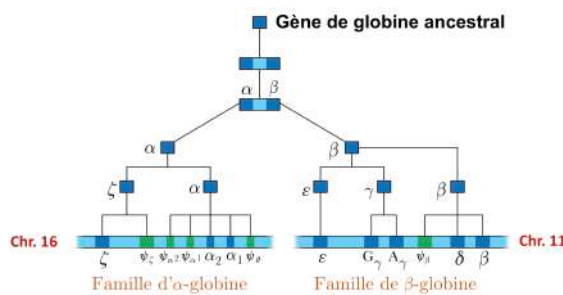 Gène de globine ancestral
α β
α β
ζ α ε γ β
Chr. 16 Chr. 11
ζ ψζ ψα2 ψα1 α2 α1 ψθ ε Gγ Aγ ψβ δ β
Famille d'α-globine Famille de β-globine